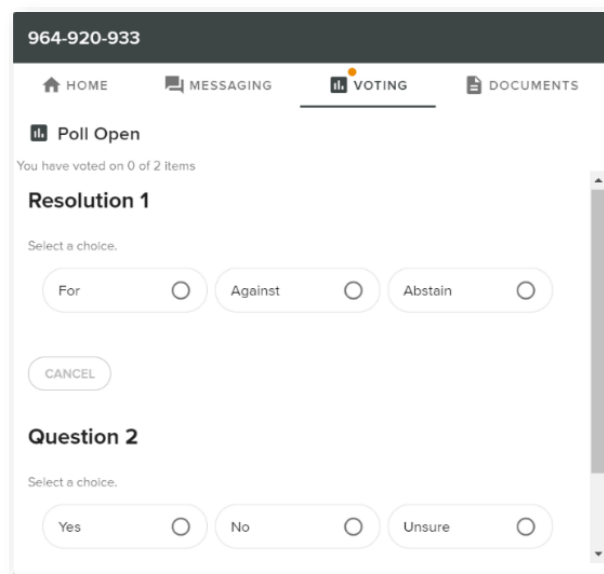 964-920-933
HOME MESSAGING VOTING DOCUMENTS
Poll Open
You have voted on 0 of 2 items
Resolution 1
Select a choice.
For Against Abstain
CANCEL
Question 2
Select a choice.
Yes No Unsure